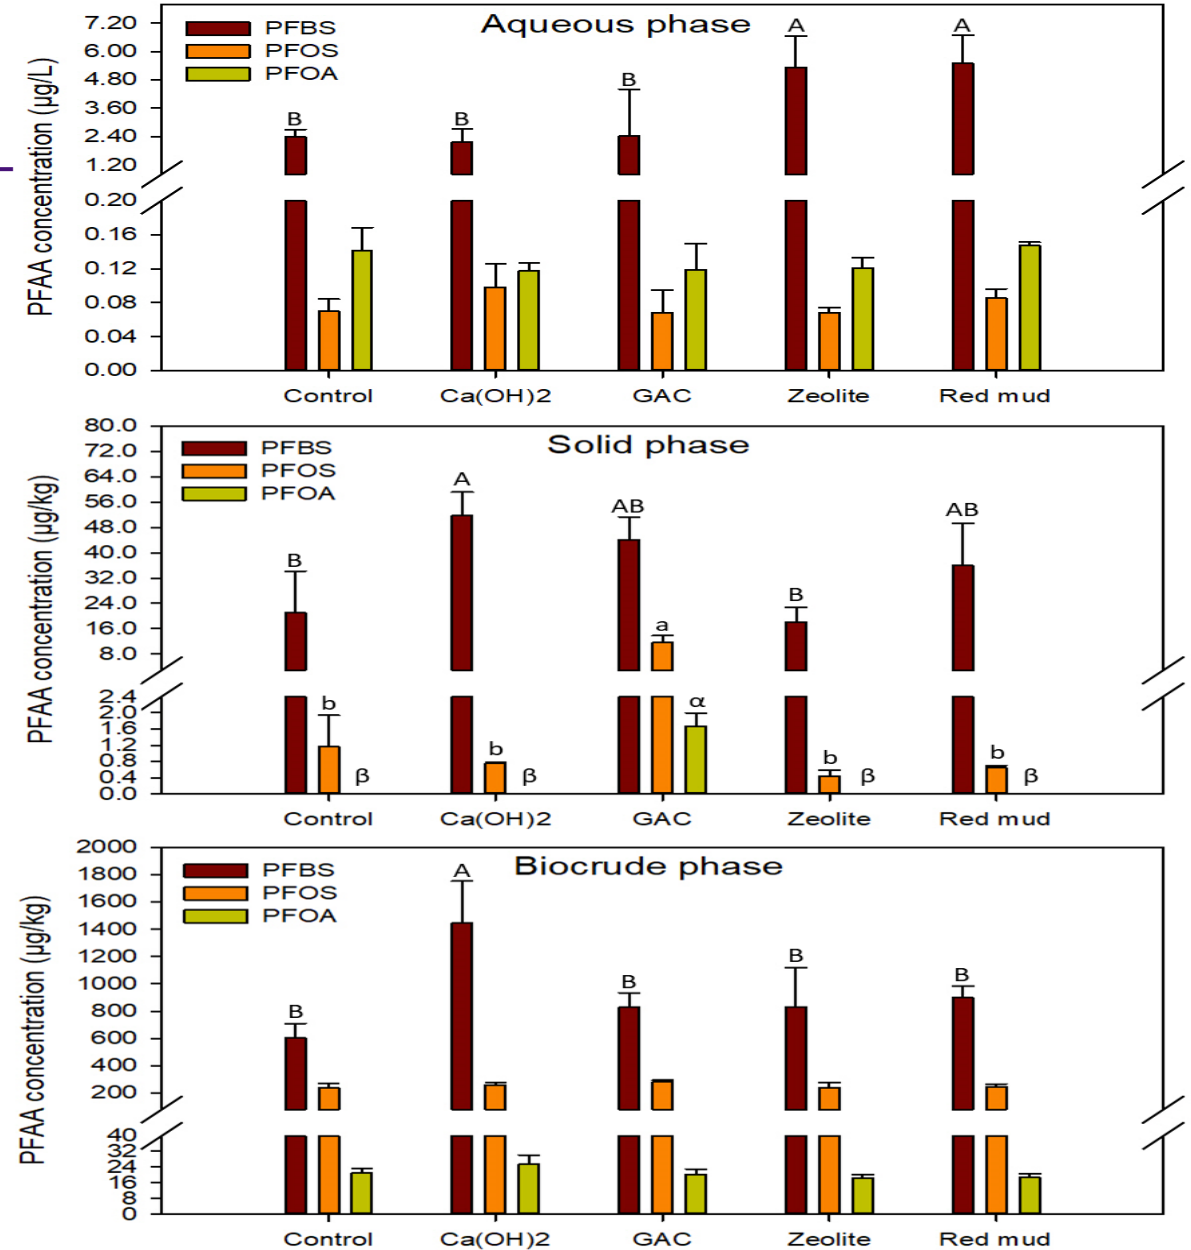 Aqueous phase
PFBS
PFOS
PFOA
PFAA concentration (µg/L)
7.20
6.00
4.80
3.60
2.40
1.20
0.20
0.16
0.12
0.08
0.04
0.00
B
B
B
A
A
Control
Ca(OH)2
GAC
Zeolite
Red mud
Solid phase
PFBS
PFOS
PFOA
PFAA concentration (µg/kg)
80.0
72.0
64.0
56.0
48.0
40.0
32.0
24.0
16.0
8.0
2.4
2.0
1.6
1.2
0.8
0.4
0.0
B
b
β
A
b
β
AB
a
α
B
b
β
AB
b
β
Control
Ca(OH)2
GAC
Zeolite
Red mud
Biocrude phase
PFBS
PFOS
PFOA
PFAA concentration (µg/kg)
2000
1800
1600
1400
1200
1000
800
600
400
200
40
32
24
16
8
0
B
A
B
B
B
Control
Ca(OH)2
GAC
Zeolite
Red mud